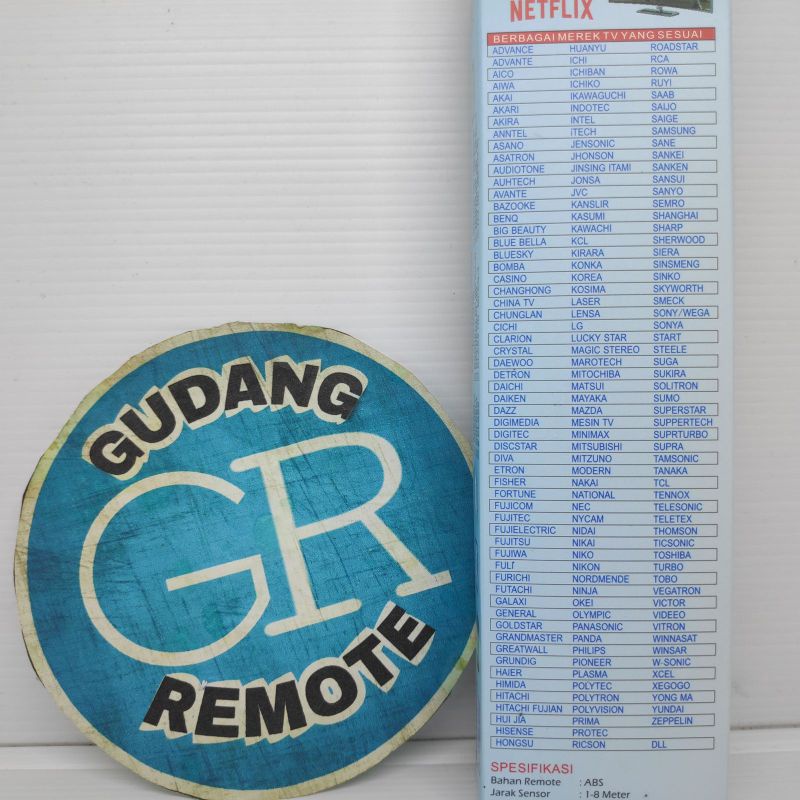 NETFLIX
BERBAGAI MEREK TV YANG SESUAI
ADVANCE HUANYU ROADSTAR
ADVANTE ICHI RCA
AICO ICHIBAN ROWA
AIWA ICHIKO RUYI
AKAI IKAWAGUCHI SAAB
AKARI INDOTEC SAIJO
AKIRA INTEL SAIGE
ANNTEL iTECH SAMSUNG
ASANO JENSONIC SANE
ASATRON JHONSON SANKEI
AUDIOTONE JINSING ITAMI SANKEN
AUHTECH JONSA SANSUI
AVANTE JVC SANYO
BAZOOKE KANSLIR SEMRO
BENQ KASUMI SHANGHAI
BIG BEAUTY KAWACHI SHARP
BLUE BELLA KCL SHERWOOD
BLUESKY KIRARA SIERA
BOMBA KONKA SINSMENG
CASINO KOREA SINKO
CHANGHONG KOSIMA SKYWORTH
CHINA TV LASER SMECK
CHUNGLAN LENSA SONY/WEGA
CICHI LG SONYA
CLARION LUCKY STAR START
CRYSTAL MAGIC STEREO STEELE
DAEWOO MAROTECH SUGA
DETRON MITOCHIBA SUKIRA
DAICHI MATSUI SOLITRON
DAIKEN MAYAKA SUMO
DAZZ MAZDA SUPERSTAR
DIGIMEDIA MESIN TV SUPPERTECH
DIGITEC MINIMAX SUPRTURBO
DISCSTAR MITSUBISHI SUPRA
DIVA MITZUNO TAMSONIC
ETRON MODERN TANAKA
FISHER NAKAI TCL
FORTUNE NATIONAL TENNOX
FUJICOM NEC TELESONIC
FUJITEC NYCAM TELETEX
FUJIELECTRIC NIDAI THOMSON
FUJITSU NIKAI TICSONIC
FUJIWA NIKO TOSHIBA
FULI NIKON TURBO
FURICHI NORDMENDE TOBO
FUTACHI NINJA VEGATRON
GALAXI OKEI VICTOR
GENERAL OLYMPIC VIDEEO
GOLDSTAR PANASONIC VITRON
GRANDMASTER PANDA WINNASAT
GREATWALL PHILIPS WINSAR
GRUNDIG PIONEER W-SONIC
HAIER PLASMA XCEL
HIMIDA POLYTEC XEGOGO
HITACHI POLYTRON YONG MA
HITACHI FUJIAN POLYVISION YUNDAI
HUI JIA PRIMA ZEPPELIN
HISENSE PROTEC
HONGSU RICSON DLL
SPESIFIKASI
Bahan Remote : ABS
Jarak Sensor : 1-8 Meter
GUDANG
GR
REMOTE